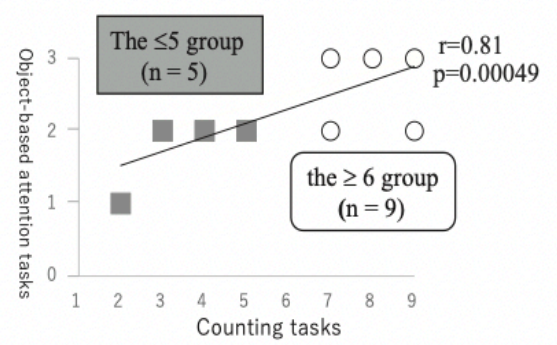 The ≤5 group
(n = 5)
r=0.81
p=0.00049
the ≥ 6 group
(n = 9)
Object-based attention tasks
3
2
1
0
1 2 3 4 5 6 7 8 9
Counting tasks